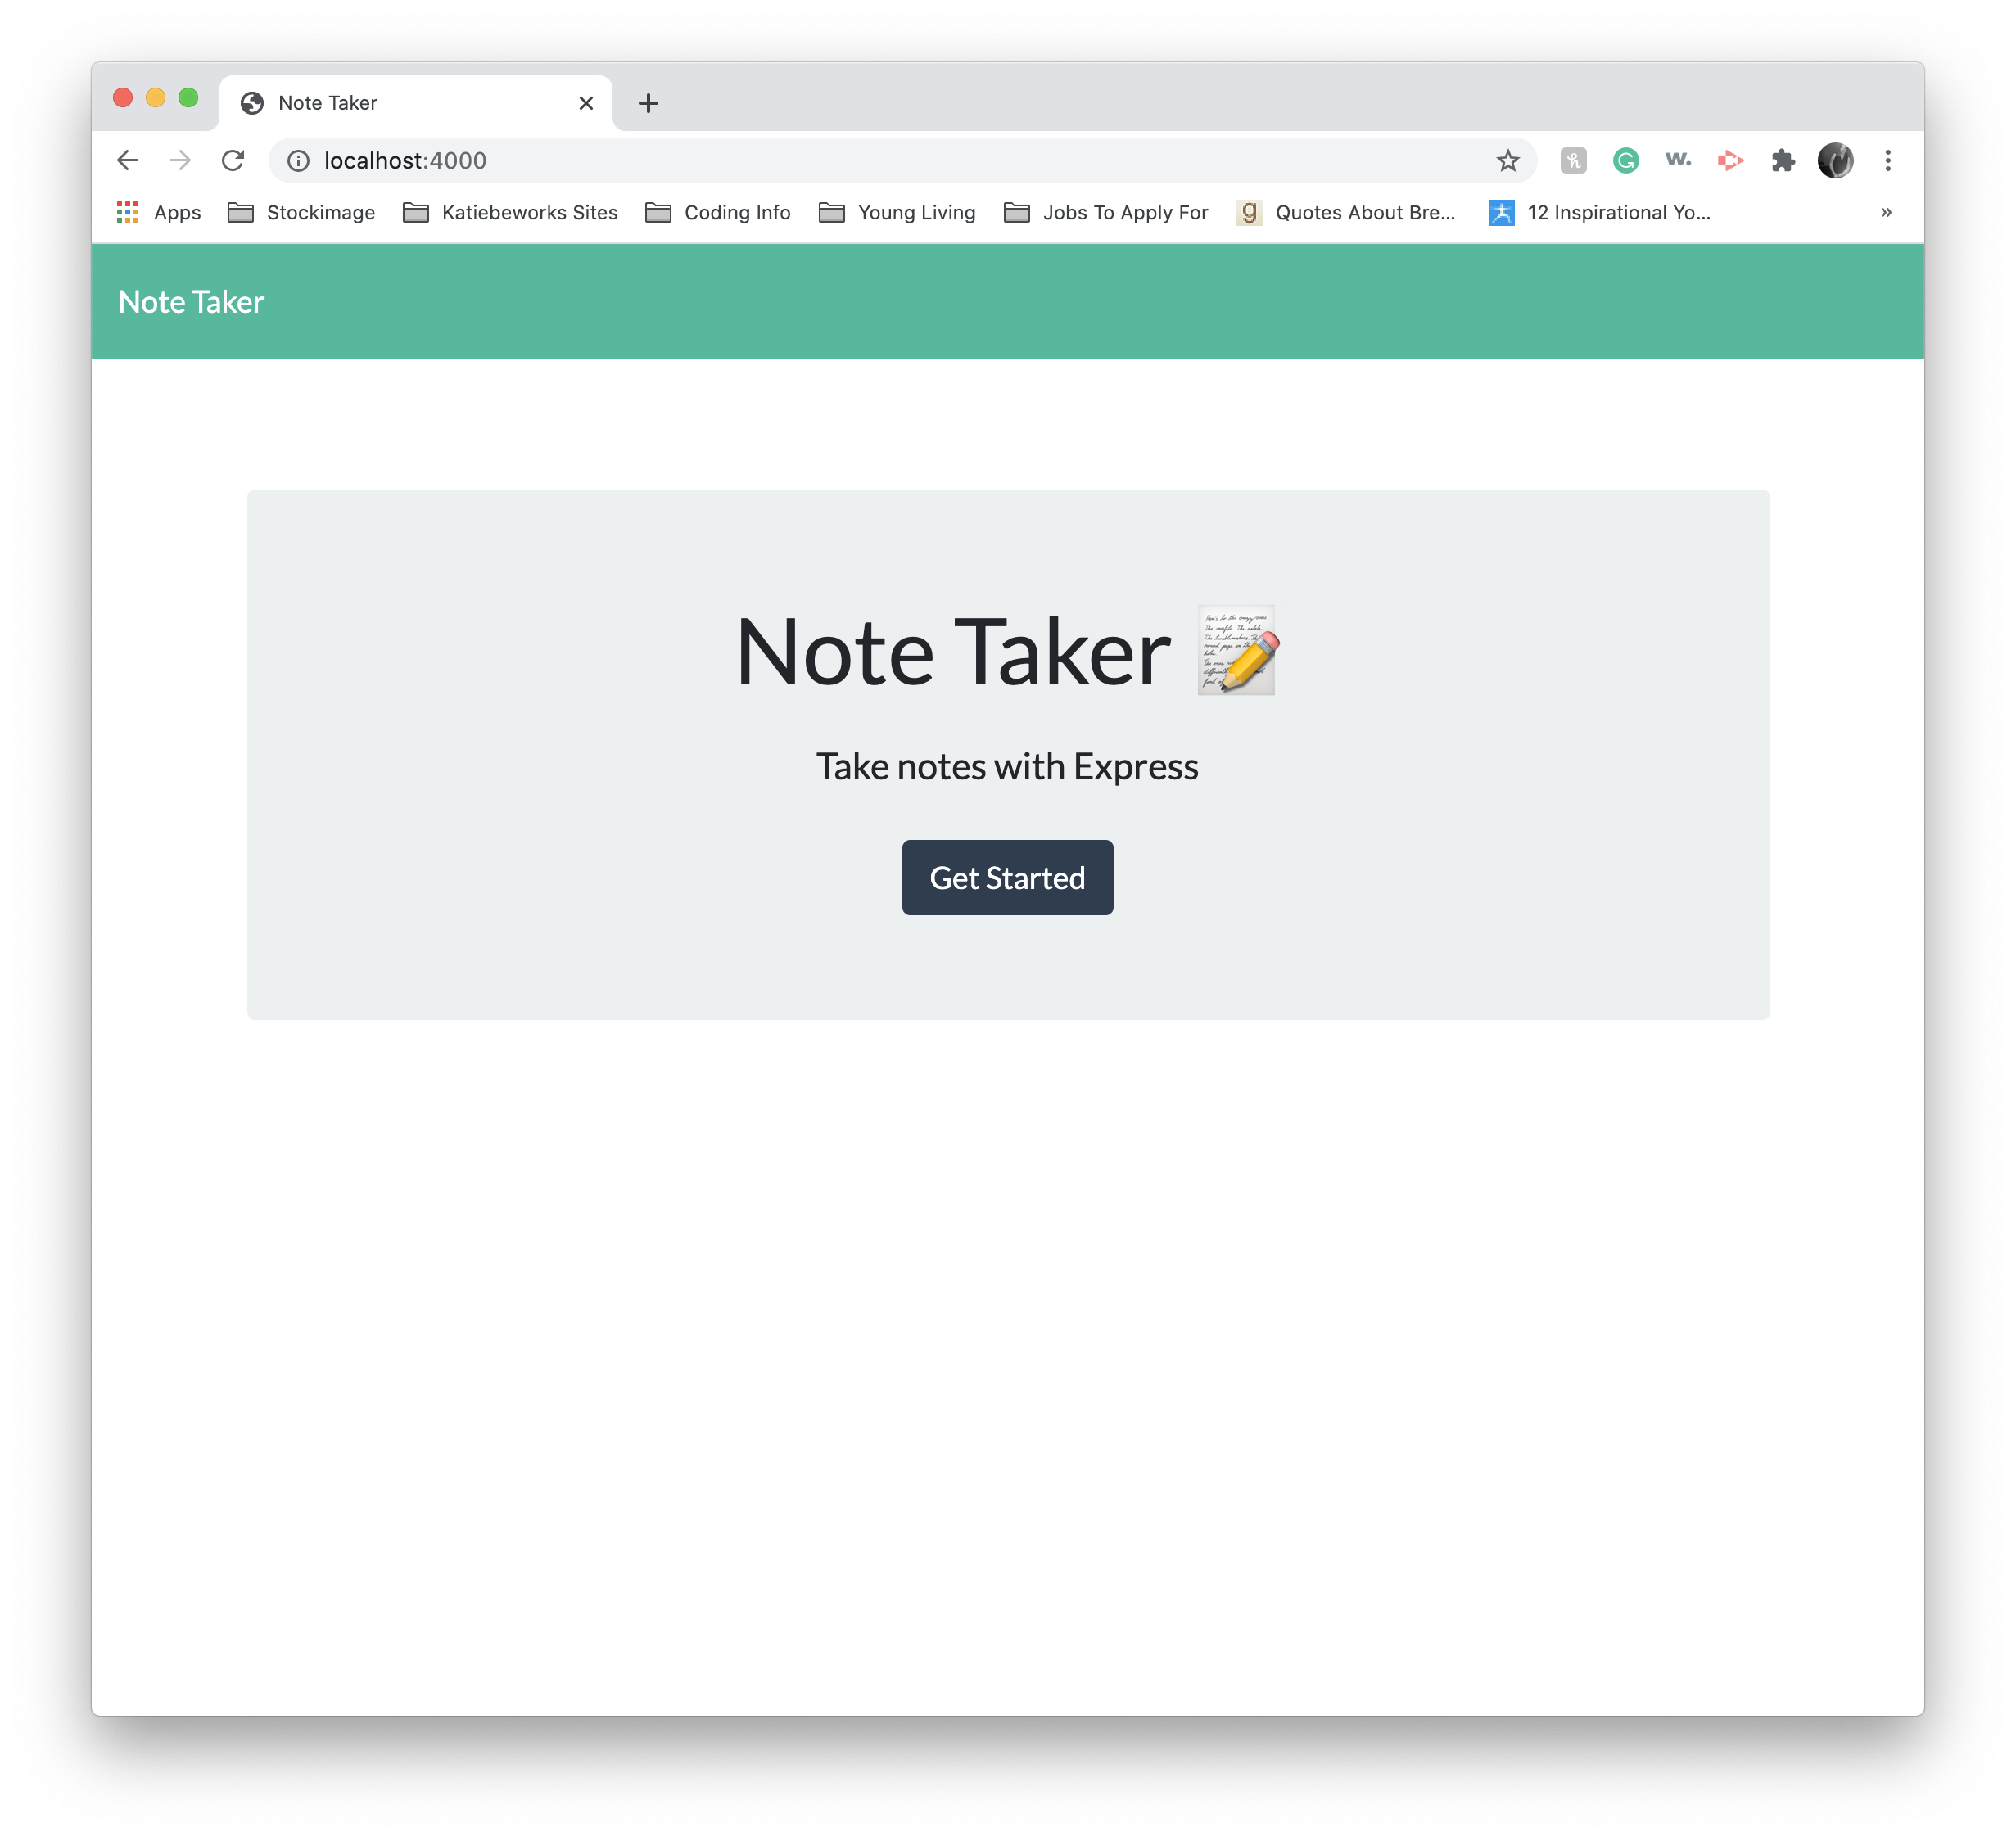 Note Taker
localhost:4000
W.
Apps Stockimage Katiebeworks Sites Coding Info Young Living Jobs To Apply For g Quotes About Bre... 12 Inspirational Yo... »
Note Taker
Note Taker
Take notes with Express
Get Started